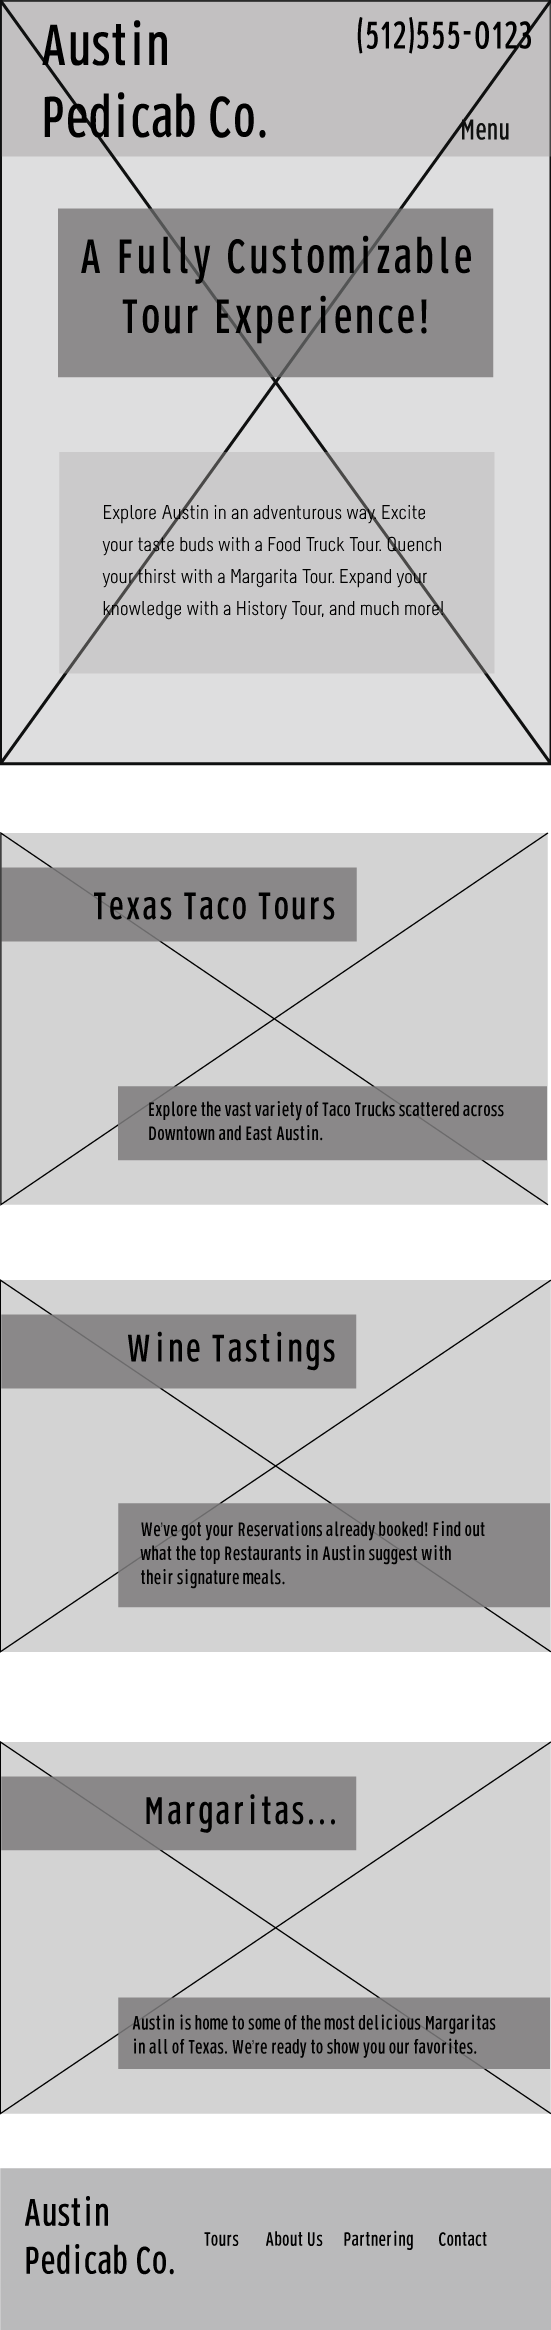 Austin
Pedicab Co.
(512)555-0123
Menu
A Fully Customizable
Tour Experience!
Explore Austin in an adventurous way. Excite
your taste buds with a Food Truck Tour. Quench
your thirst with a Margarita Tour. Expand your
knowledge with a History Tour, and much more!
Texas Taco Tours
Explore the vast variety of Taco Trucks scattered across
Downtown and East Austin.
Wine Tastings
We've got your Reservations already booked! Find out
what the top Restaurants in Austin suggest with
their signature meals.
Margaritas...
Austin is home to some of the most delicious Margaritas
in all of Texas. We're ready to show you our favorites.
Austin
Pedicab Co.
Tours About Us Partnering Contact